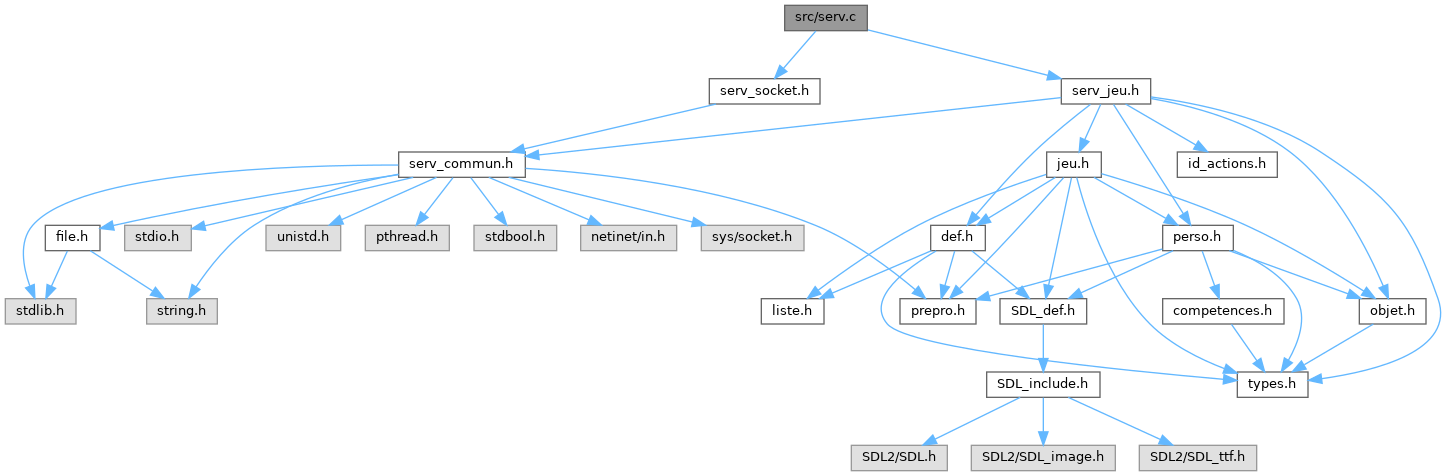 src/serv.c
serv_socket.h
serv_jeu.h
serv_commun.h
jeu.h
id_actions.h
file.h
stdio.h
unistd.h
pthread.h
stdbool.h
netinet/in.h
sys/socket.h
def.h
perso.h
stdlib.h
string.h
liste.h
prepro.h
SDL_def.h
competences.h
objet.h
SDL_include.h
types.h
SDL2/SDL.h
SDL2/SDL_image.h
SDL2/SDL_ttf.h